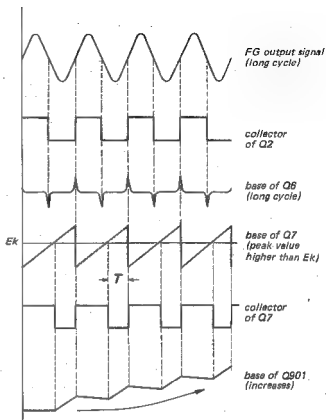 FG output signal
(long cycle)
collector
of Q2
base of Q6
(long cycle)
Ek
base of Q7
(peak value
higher than Ek)
T
collector
of Q7
base of Q901
(increases)